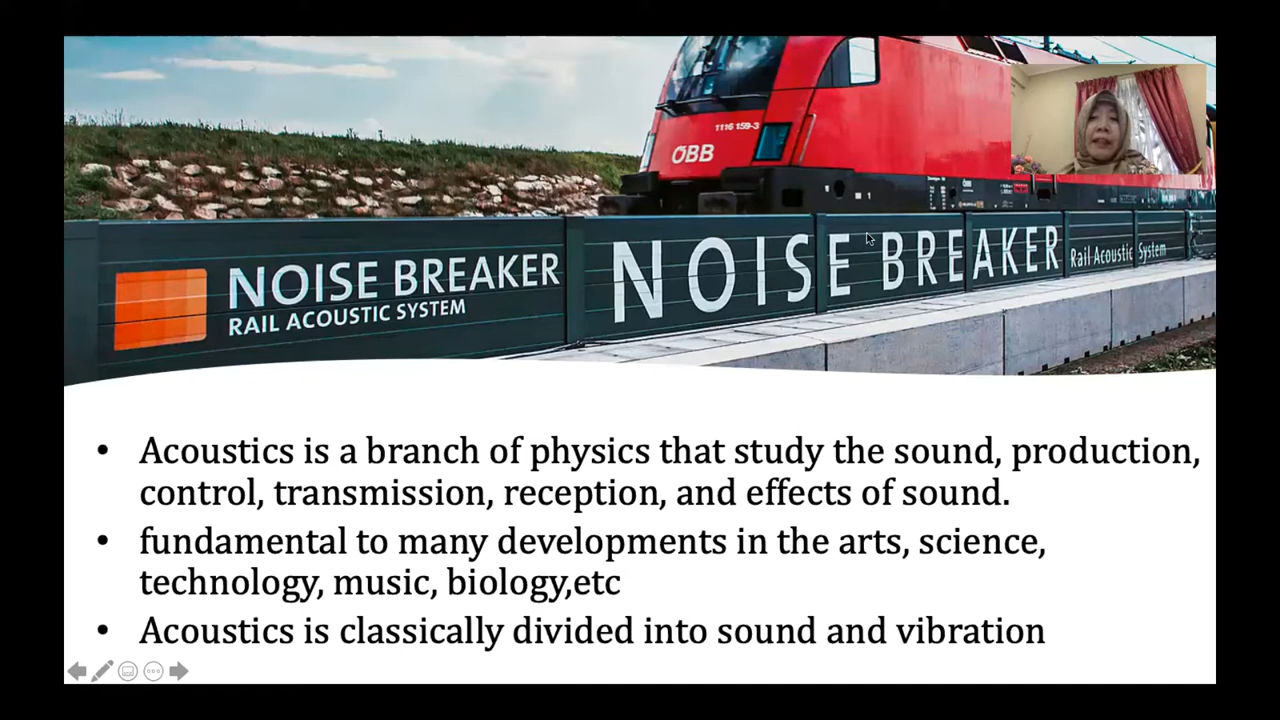 1116 159-3
ÖBB
NOISE BREAKER
RAIL ACOUSTIC SYSTEM
NOISE BREAKER
Rail Acoustic System
• Acoustics is a branch of physics that study the sound, production,
control, transmission, reception, and effects of sound.
• fundamental to many developments in the arts, science,
technology, music, biology,etc
• Acoustics is classically divided into sound and vibration